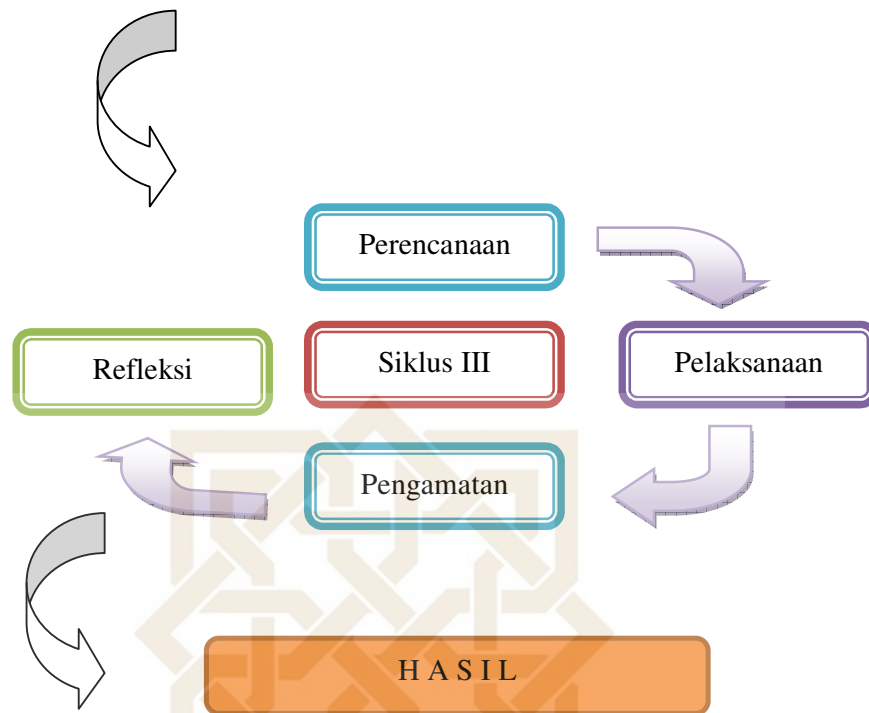 Perencanaan
Refleksi
Siklus III
Pelaksanaan
Pengamatan
H A S I L